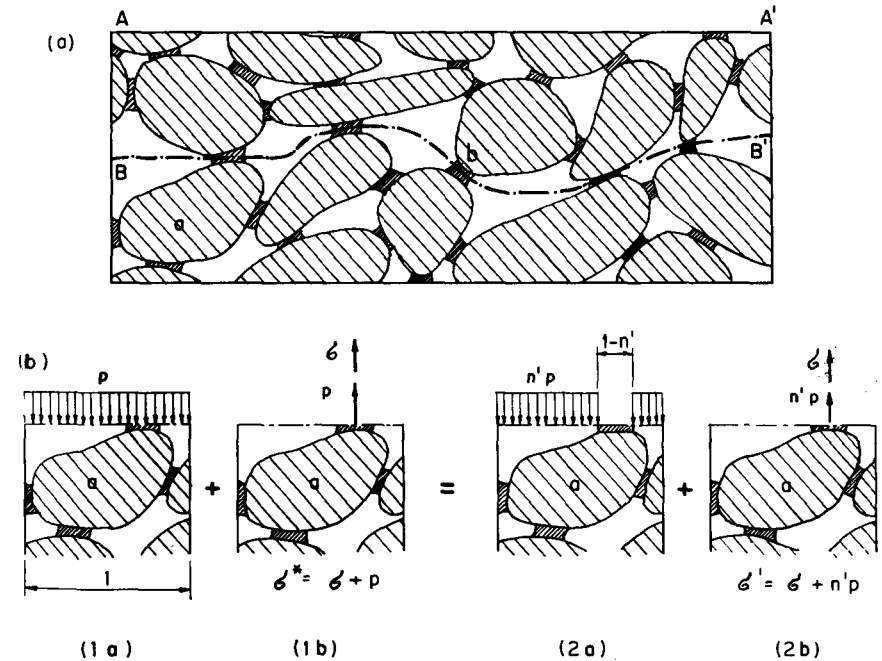 A A'
(a)
b
B B'
a
(b)
p
σ
p
1-n'
n'p
σ
n'p
a
+
a
=
a
+
a
1
σ* = σ + p
σ' = σ + n'p
(1a) (1b) (2a) (2b)